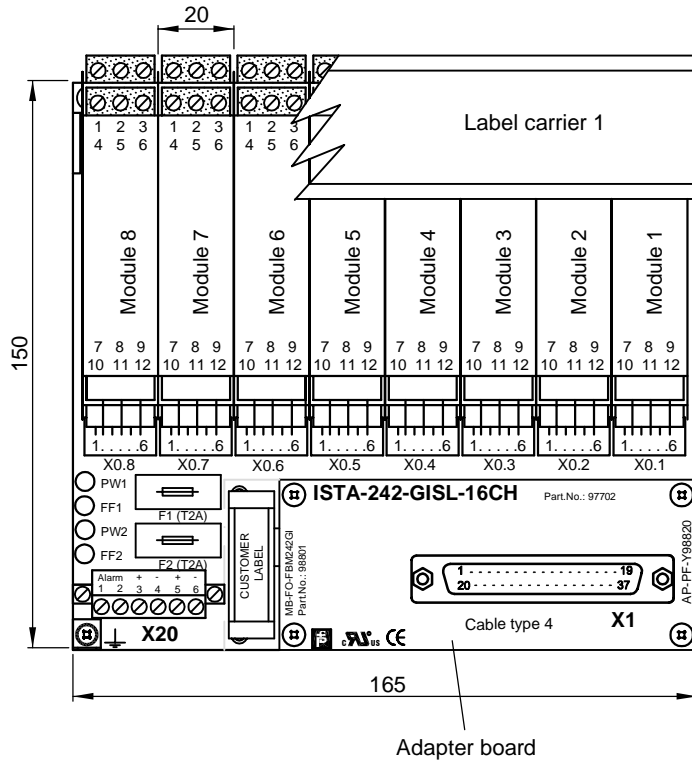 20
Label carrier 1
1 2 3 1 2 3 1 2 3
4 5 6 4 5 6 4 5 6
Module 8
Module 7
Module 6
Module 5
Module 4
Module 3
Module 2
Module 1
150
7 8 9 7 8 9 7 8 9 7 8 9 7 8 9 7 8 9 7 8 9 7 8 9
10 11 12 10 11 12 10 11 12 10 11 12 10 11 12 10 11 12 10 11 12 10 11 12
1.....6 1.....6 1.....6 1.....6 1.....6 1.....6 1.....6 1.....6
X0.8 X0.7 X0.6 X0.5 X0.4 X0.3 X0.2 X0.1
PW1
FF1
PW2
FF2
F1 (T2A)
F2 (T2A)
Alarm + - + -
1 2 3 4 5 6
X20
CUSTOMER
LABEL
MB-FO-FBM242GI
Part.No.: 98801
ISTA-242-GISL-16CH
Part.No.: 97702
1 19
20 37
Cable type 4
X1
AP-PF-Y98820
c RU us CE
165
Adapter board